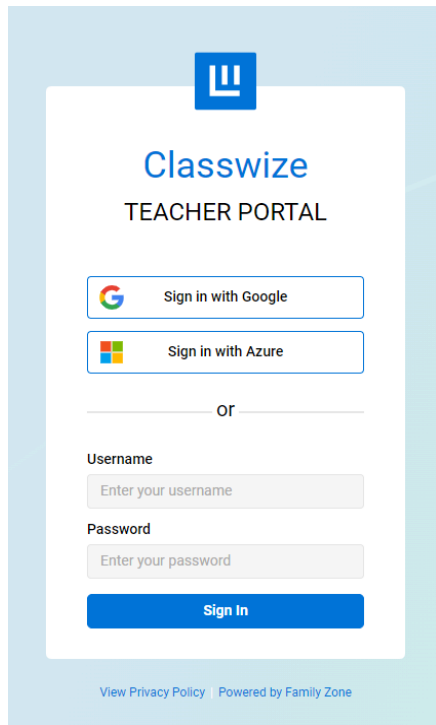 Classwize
TEACHER PORTAL
Sign in with Google
Sign in with Azure
or
Username
Enter your username
Password
Enter your password
Sign In
View Privacy Policy | Powered by Family Zone